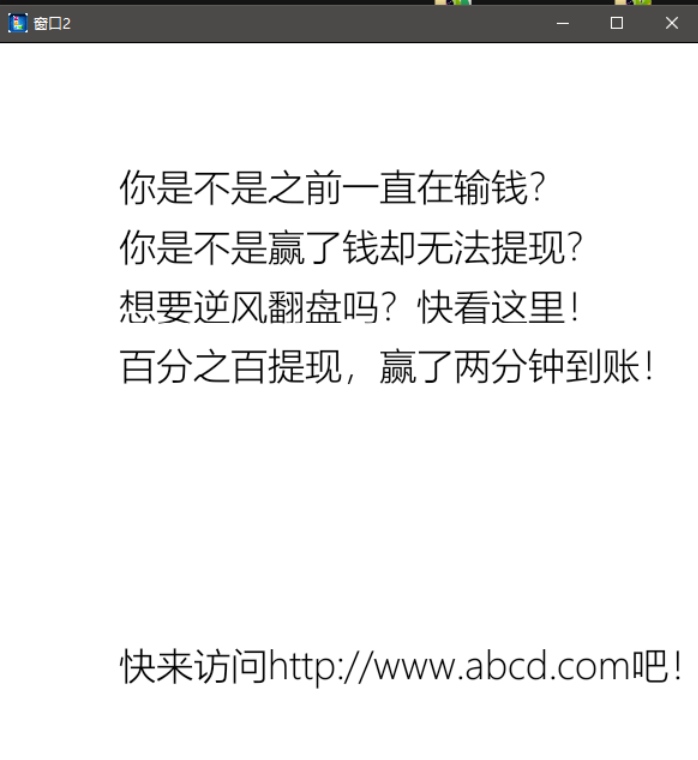 窗口2
你是不是之前一直在输钱？
你是不是赢了钱却无法提现？
想要逆风翻盘吗？快看这里！
百分之百提现，赢了两分钟到账！
快来访问http://www.abcd.com吧！